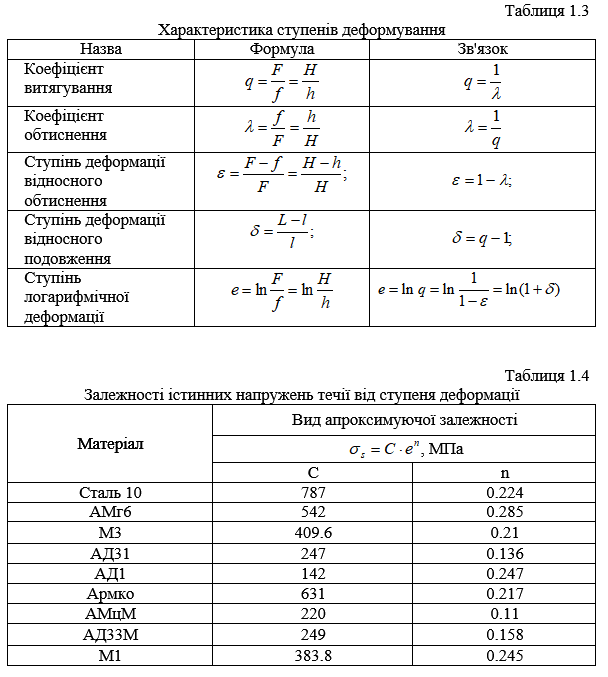 Таблиця 1.3
Характеристика ступенів деформування
Назва Формула Зв'язок
Коефіцієнт витягування q = F/f = H/h q = 1/λ
Коефіцієнт обтиснення λ = f/F = h/H λ = 1/q
Ступінь деформації відносного обтиснення ε = (F − f)/F = (H − h)/H; ε = 1 − λ;
Ступінь деформації відносного подовження δ = (L − l)/l; δ = q − 1;
Ступінь логарифмічної деформації e = ln F/f = ln H/h e = ln q = ln 1/(1 − ε) = ln(1 + δ)
Таблиця 1.4
Залежності істинних напружень течії від ступеня деформації
Матеріал Вид апроксимуючої залежності
σₛ = C · eⁿ, МПа
C n
Сталь 10 787 0.224
АМг6 542 0.285
М3 409.6 0.21
АД31 247 0.136
АД1 142 0.247
Армко 631 0.217
АМцМ 220 0.11
АД33М 249 0.158
М1 383.8 0.245